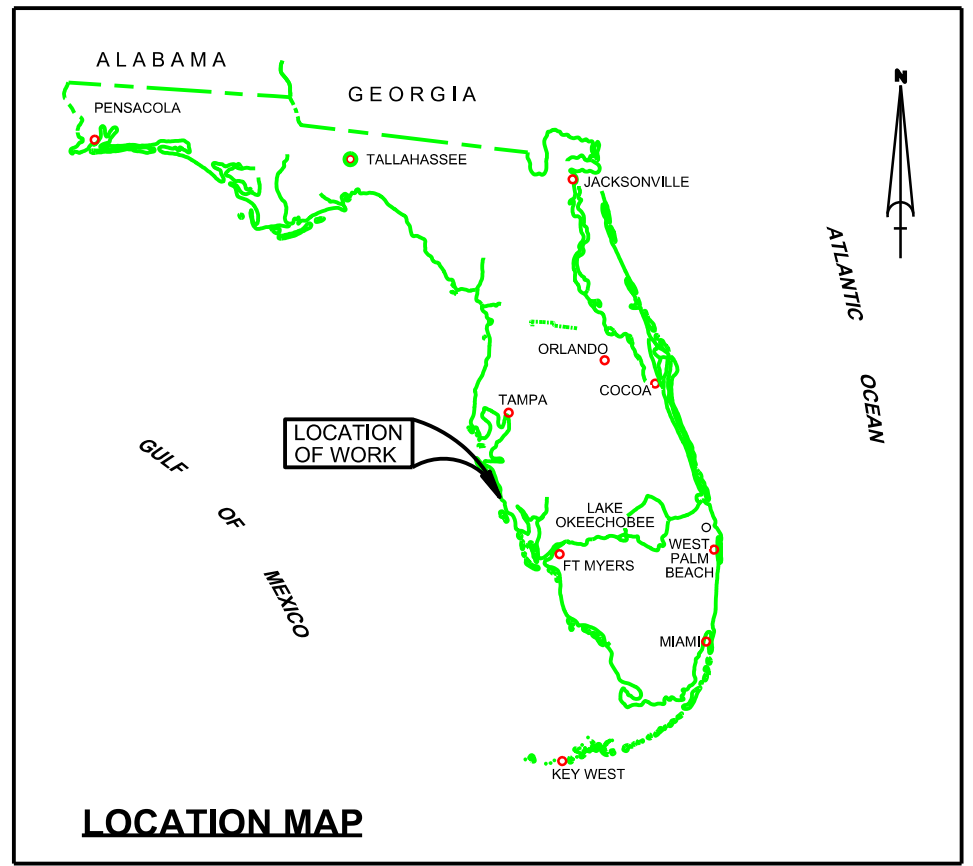 ALABAMA
GEORGIA
N
PENSACOLA
TALLAHASSEE
JACKSONVILLE
ATLANTIC
OCEAN
ORLANDO
COCOA
TAMPA
LOCATION
OF WORK
GULF
OF
MEXICO
LAKE
OKEECHOBEE
WEST
PALM
BEACH
FT MYERS
MIAMI
KEY WEST
LOCATION MAP